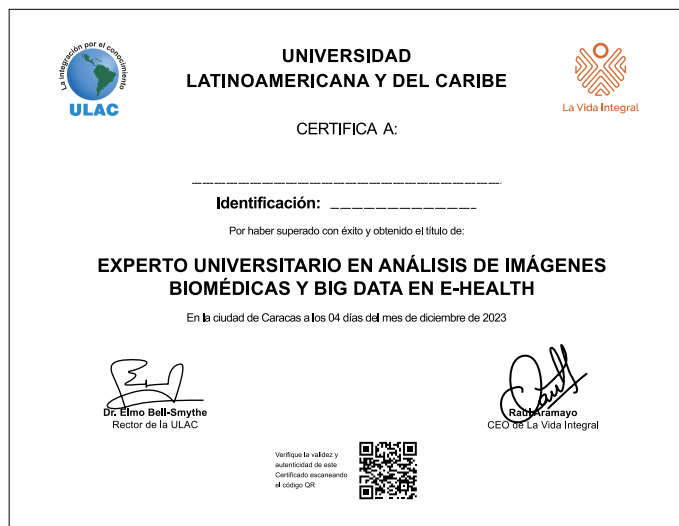 La integración por el conocimiento
ULAC
UNIVERSIDAD
LATINOAMERICANA Y DEL CARIBE
La Vida Integral
CERTIFICA A:
Identificación:
Por haber superado con éxito y obtenido el título de:
EXPERTO UNIVERSITARIO EN ANÁLISIS DE IMÁGENES
BIOMÉDICAS Y BIG DATA EN E-HEALTH
En la ciudad de Caracas a los 04 días del mes de diciembre de 2023
Dr. Elmo Bell-Smythe
Rector de la ULAC
Raúl Aramayo
CEO de La Vida Integral
Verifique la validez y
autenticidad de este
Certificado escaneando
el código QR